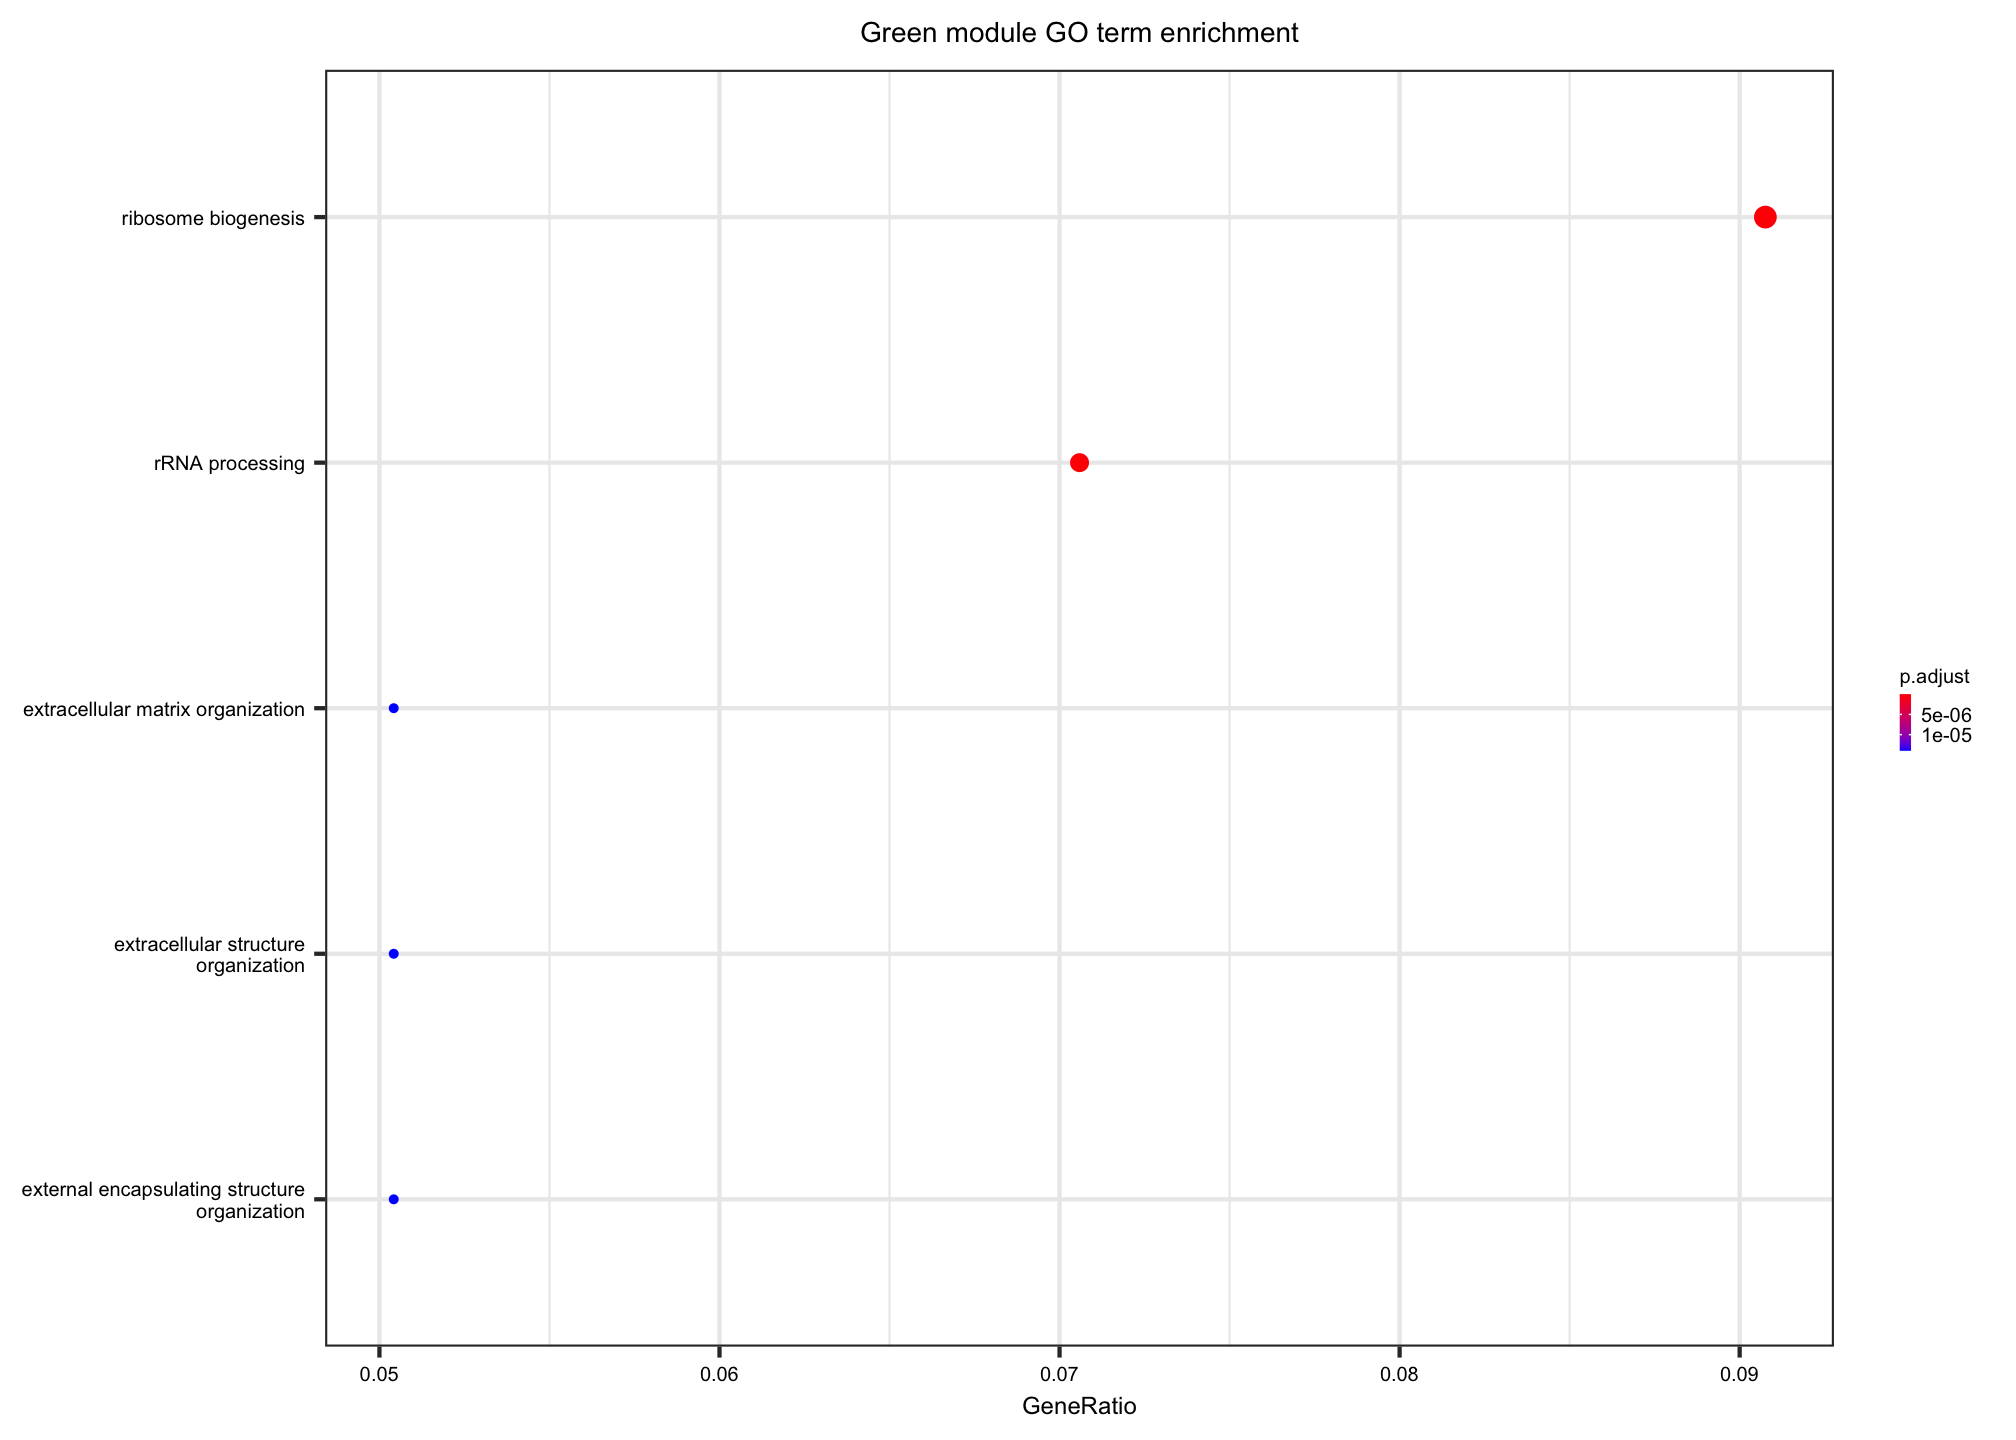 Green module GO term enrichment
ribosome biogenesis
rRNA processing
extracellular matrix organization
extracellular structure
organization
external encapsulating structure
organization
0.05
0.06
0.07
0.08
0.09
GeneRatio
p.adjust
5e-06
1e-05